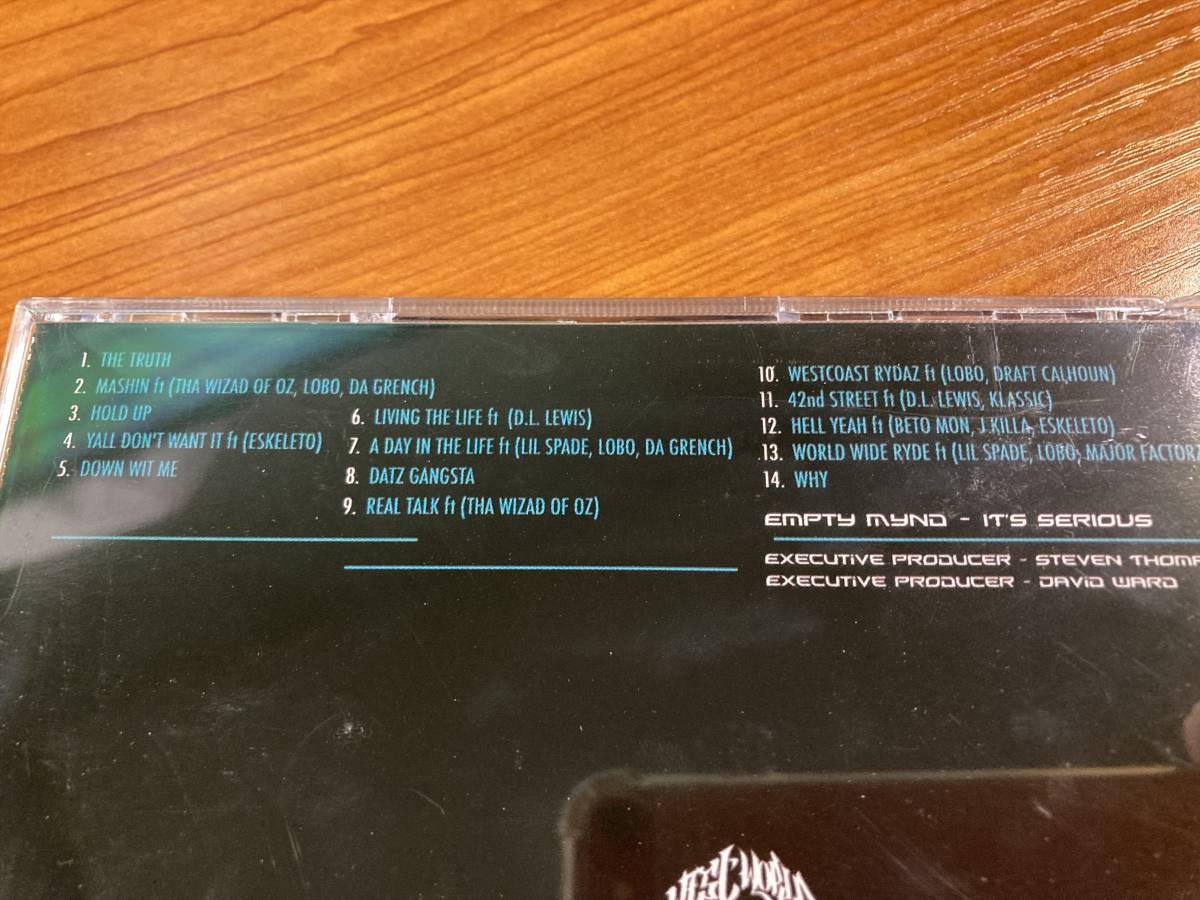 1. THE TRUTH
2. MASHIN ft (THA WIZAD OF OZ, LOBO, DA GRENCH)
3. HOLD UP
4. YALL DON'T WANT IT ft (ESKELETO)
5. DOWN WIT ME
6. LIVING THE LIFE ft (D.L. LEWIS)
7. A DAY IN THE LIFE ft (LIL SPADE, LOBO, DA GRENCH)
8. DATZ GANGSTA
9. REAL TALK ft (THA WIZAD OF OZ)
10. WESTCOAST RYDAZ ft (LOBO, DRAFT CALHOUN)
11. 42nd STREET ft (D.L. LEWIS, KLASSIC)
12. HELL YEAH ft (BETO MON, J.KILLA, ESKELETO)
13. WORLD WIDE RYDE ft (LIL SPADE, LOBO, MAJOR FACTORZ
14. WHY
EMPTY MYND - IT'S SERIOUS
EXECUTIVE PRODUCER - STEVEN
EXECUTIVE PRODUCER - DAVID WARD
WEST WORLD